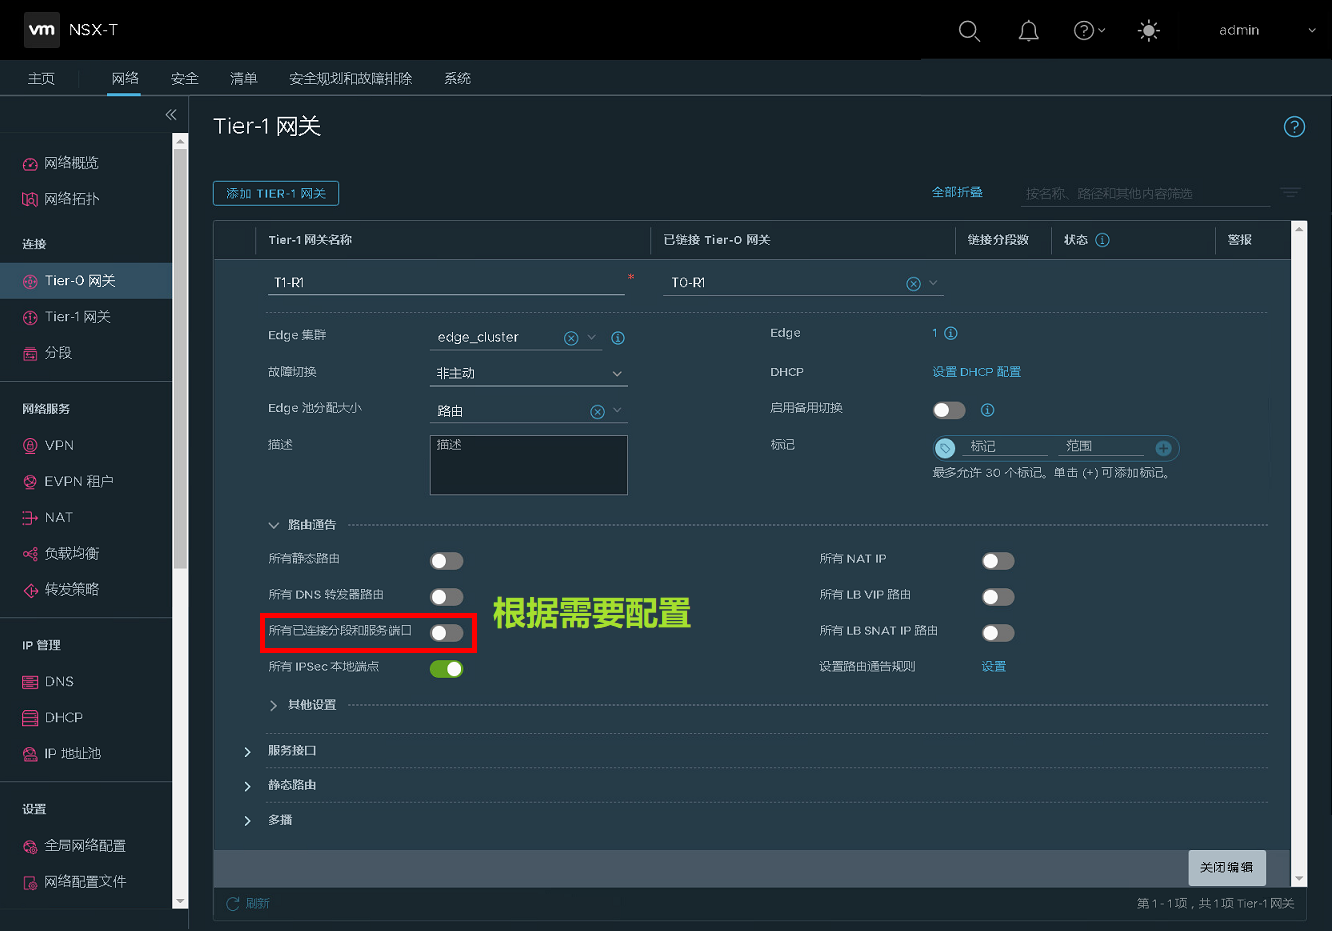 vm NSX-T admin
主页 网络 安全 清单 安全规划和故障排除 系统
Tier-1 网关
网络概览
网络拓扑
连接
Tier-0 网关
Tier-1 网关
分段
网络服务
VPN
EVPN 租户
NAT
负载均衡
转发策略
IP 管理
DNS
DHCP
IP 地址池
设置
全局网络配置
网络配置文件
添加 TIER-1 网关 全部折叠 按名称、路径和其他内容筛选
Tier-1 网关名称 已链接 Tier-0 网关 链接分段数 状态 警报
T1-R1 * T0-R1
Edge 集群 edge_cluster Edge 1
故障切换 非主动 DHCP 设置 DHCP 配置
Edge 池分配大小 路由 启用备用切换
描述 描述 标记 标记 范围
最多允许 30 个标记。单击 (+) 可添加标记。
路由通告
所有静态路由 所有 NAT IP
所有 DNS 转发器路由 所有 LB VIP 路由
根据需要配置
所有已连接分段和服务端口 所有 LB SNAT IP 路由
所有 IPSec 本地端点 设置路由通告规则 设置
其他设置
服务接口
静态路由
多播
关闭编辑
刷新 第 1 - 1 项，共 1 项 Tier-1 网关